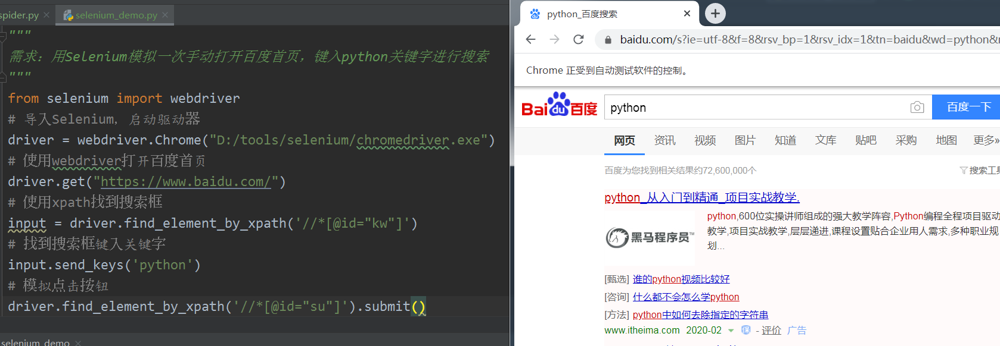 spider.py
selenium_demo.py
"""
需求：用Selenium模拟一次手动打开百度首页，键入python关键字进行搜索
"""
from selenium import webdriver
# 导入Selenium，启动驱动器
driver = webdriver.Chrome("D:/tools/selenium/chromedriver.exe")
# 使用webdriver打开百度首页
driver.get("https://www.baidu.com/")
# 使用xpath找到搜索框
input = driver.find_element_by_xpath('//*[@id="kw"]')
# 找到搜索框键入关键字
input.send_keys('python')
# 模拟点击按钮
driver.find_element_by_xpath('//*[@id="su"]').submit()
selenium_demo
python_百度搜索
baidu.com/s?ie=utf-8&f=8&rsv_bp=1&rsv_idx=1&tn=baidu&wd=python&
Chrome 正受到自动测试软件的控制。
Baidu百度
python
百度一下
网页 资讯 视频 图片 知道 文库 贴吧 采购 地图 更多»
百度为您找到相关结果约72,600,000个
搜索工具
python_从入门到精通_项目实战教学.
python,600位实操讲师组成的强大教学阵容,Python编程全程项目驱动
教学,项目实战教学,层层递进,课程设置贴合企业用人需求,多种职业规
划...
黑马程序员™
[甄选] 谁的python视频比较好
[咨询] 什么都不会怎么学python
[方法] python中如何去除指定的字符串
www.itheima.com 2020-02 保 - 评价 广告